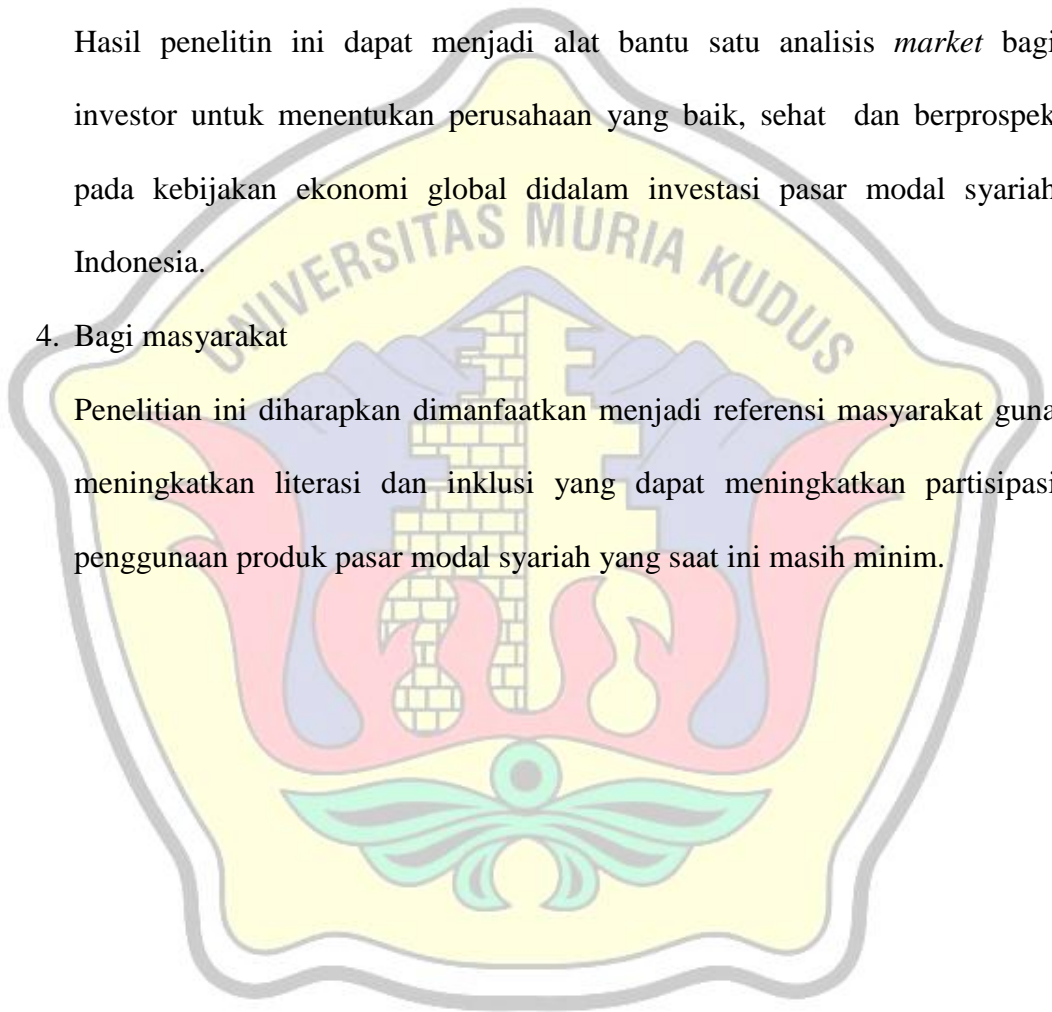 Hasil penelitin ini dapat menjadi alat bantu satu analisis market bagi
investor untuk menentukan perusahaan yang baik, sehat dan berprospek
pada kebijakan ekonomi global didalam investasi pasar modal syariah
Indonesia.
UNIVERSITAS MURIA KUDUS
4. Bagi masyarakat
Penelitian ini diharapkan dimanfaatkan menjadi referensi masyarakat guna
meningkatkan literasi dan inklusi yang dapat meningkatkan partisipasi
penggunaan produk pasar modal syariah yang saat ini masih minim.